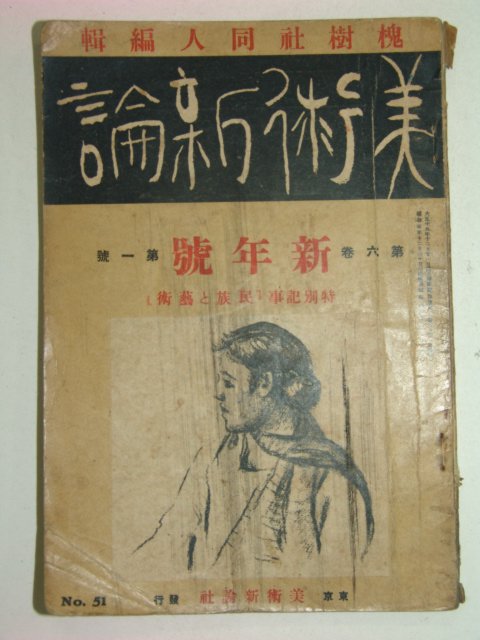 槐樹社同人編輯
美術新論
第六卷 新年號 第一號
特別記事［民族と藝術］
東京 美術新論社 發行
No. 51